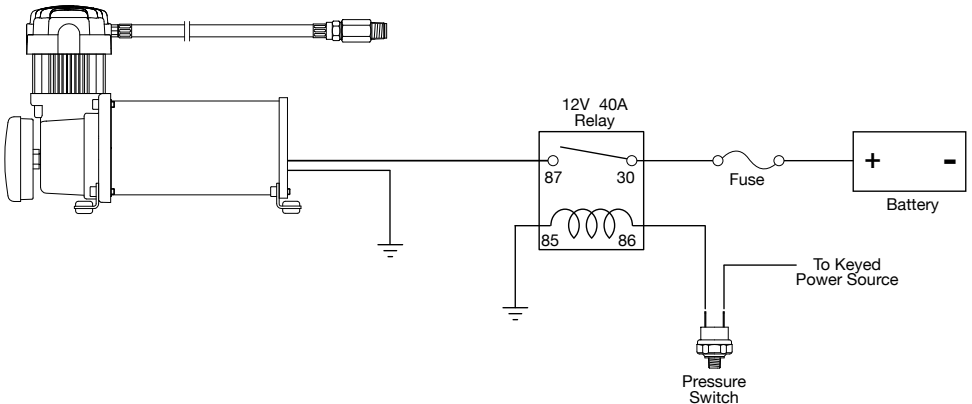 12V 40A
Relay
87
30
Fuse
+
-
Battery
85
86
To Keyed
Power Source
Pressure
Switch